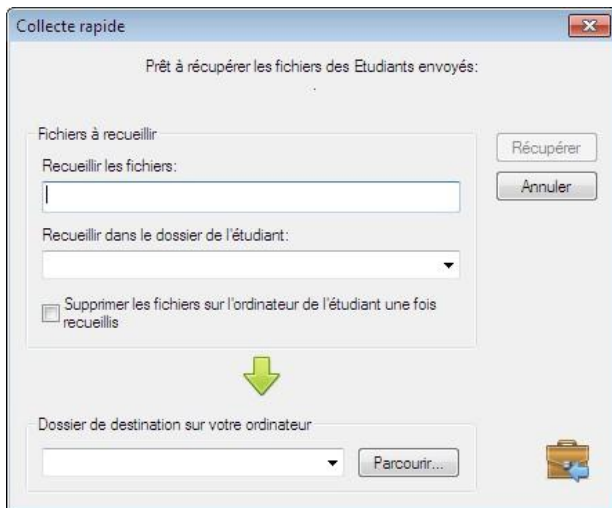 Collecte rapide
Prêt à récupérer les fichiers des Etudiants envoyés:
.
Fichiers à recueillir
Récupérer
Recueillir les fichiers:
Annuler
Recueillir dans le dossier de l'étudiant:
Supprimer les fichiers sur l'ordinateur de l'étudiant une fois
recueillis
Dossier de destination sur votre ordinateur
Parcourir...